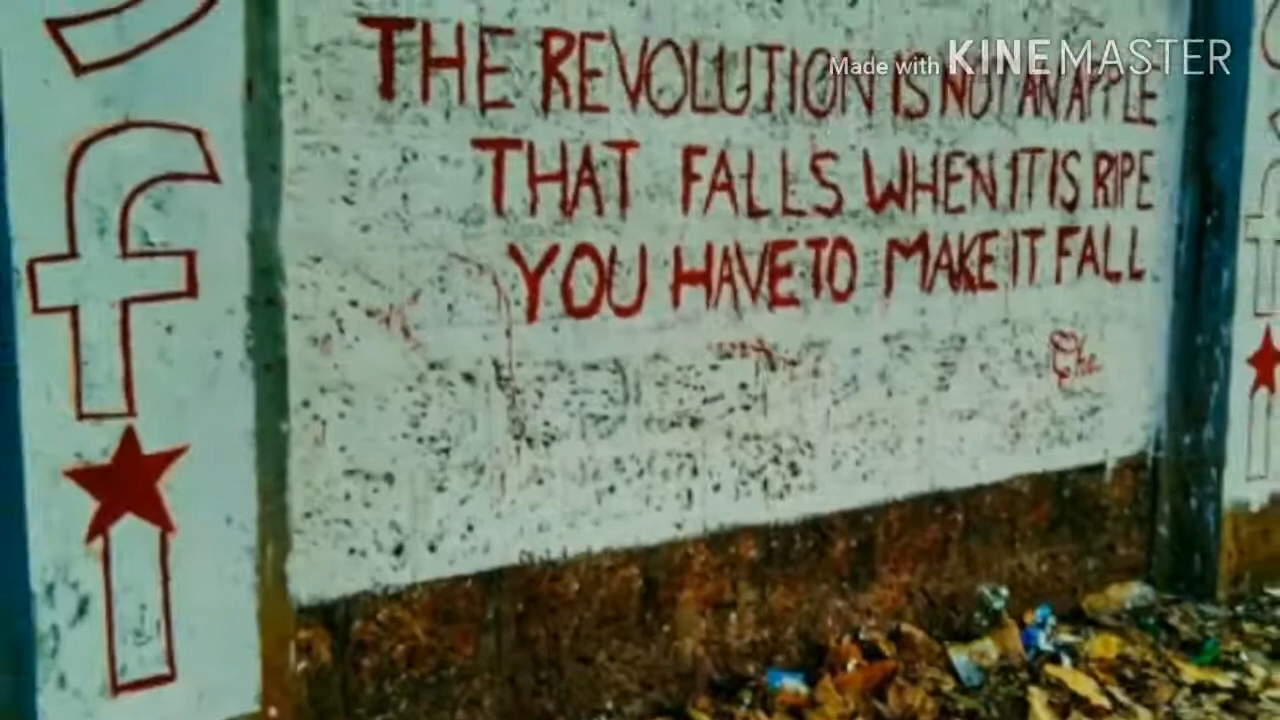 Made with KINEMASTER
THE REVOLUTION IS NOT AN APPLE
THAT FALLS WHEN IT IS RIPE
YOU HAVE TO MAKE IT FALL
Che
S
f
i